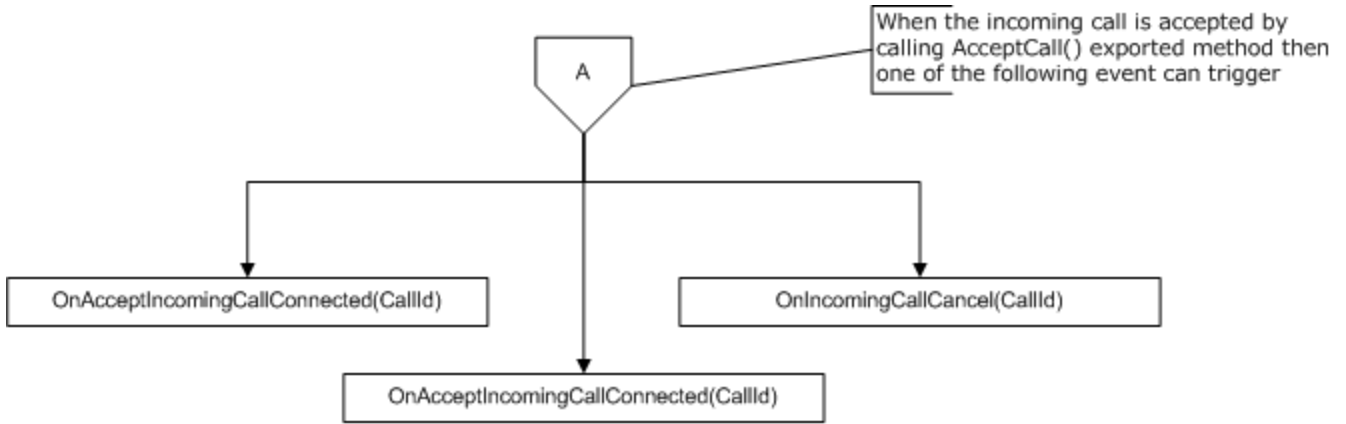 When the incoming call is accepted by
calling AcceptCall() exported method then
one of the following event can trigger
A
OnAcceptIncomingCallConnected(CallId)
OnIncomingCallCancel(CallId)
OnAcceptIncomingCallConnected(CallId)